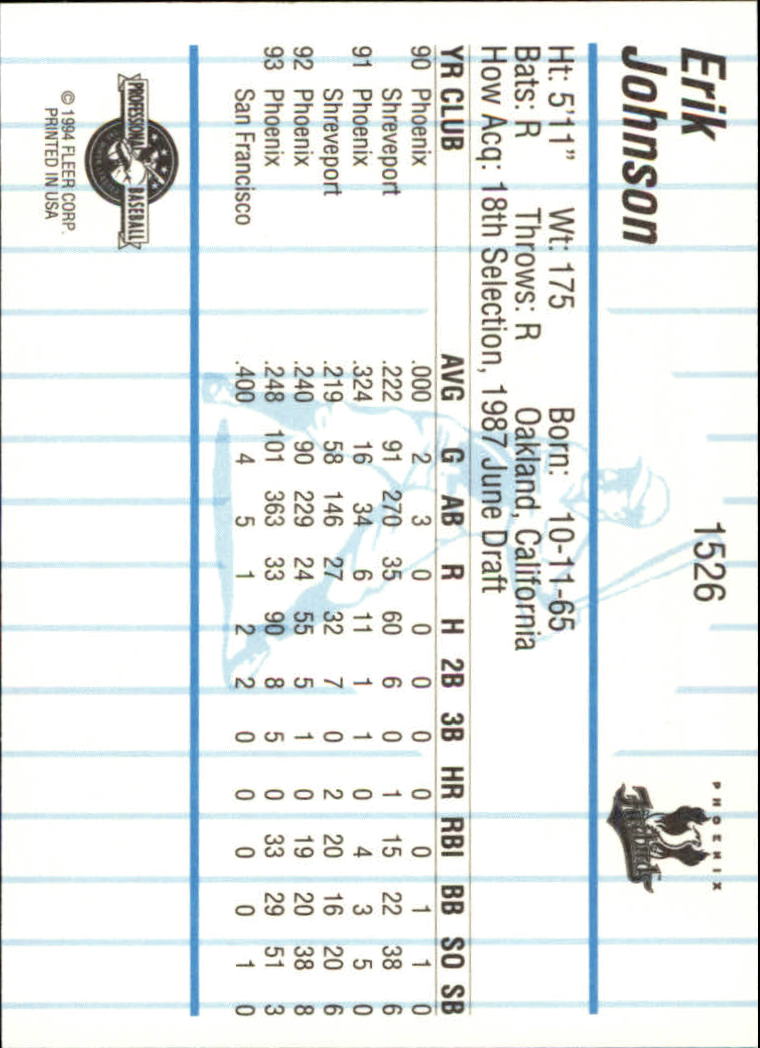 Erik
Johnson
1526
PHOENIX
Firebirds
Ht: 5'11" Wt: 175 Born: 10-11-65
Bats: R Throws: R Oakland, California
How Acq: 18th Selection, 1987 June Draft
YR CLUB AVG G AB R H 2B 3B HR RBI BB SO SB
90 Phoenix .000 2 3 0 0 0 0 0 0 1 1 0
Shreveport .222 91 270 35 60 6 0 1 15 22 38 6
91 Phoenix .324 16 34 6 11 1 1 0 4 3 5 0
Shreveport .219 58 146 27 32 7 0 2 20 16 20 6
92 Phoenix .240 90 229 24 55 5 1 0 19 20 38 8
93 Phoenix .248 101 363 33 90 8 5 0 33 29 51 3
San Francisco .400 4 5 1 2 2 0 0 0 0 1 0
PROFESSIONAL BASEBALL
© 1994 FLEER CORP.
PRINTED IN USA